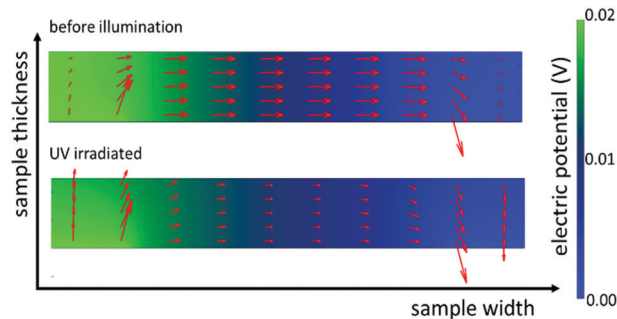 before illumination
UV irradiated
sample thickness
sample width
0.02
0.01
0.00
electric potential (V)